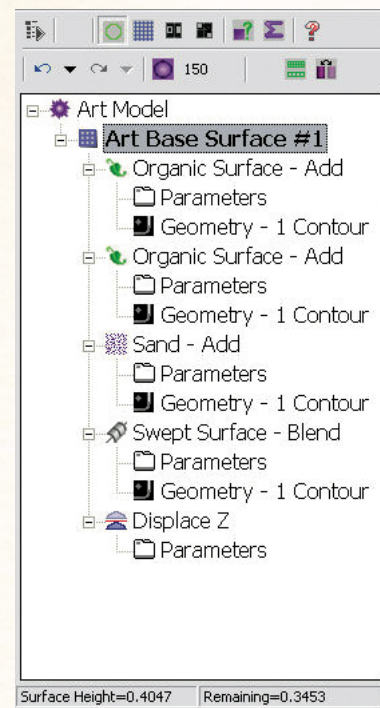 150
Art Model
Art Base Surface #1
Organic Surface - Add
Parameters
Geometry - 1 Contour
Organic Surface - Add
Parameters
Geometry - 1 Contour
Sand - Add
Parameters
Geometry - 1 Contour
Swept Surface - Blend
Parameters
Geometry - 1 Contour
Displace Z
Parameters
Surface Height=0.4047 Remaining=0.3453